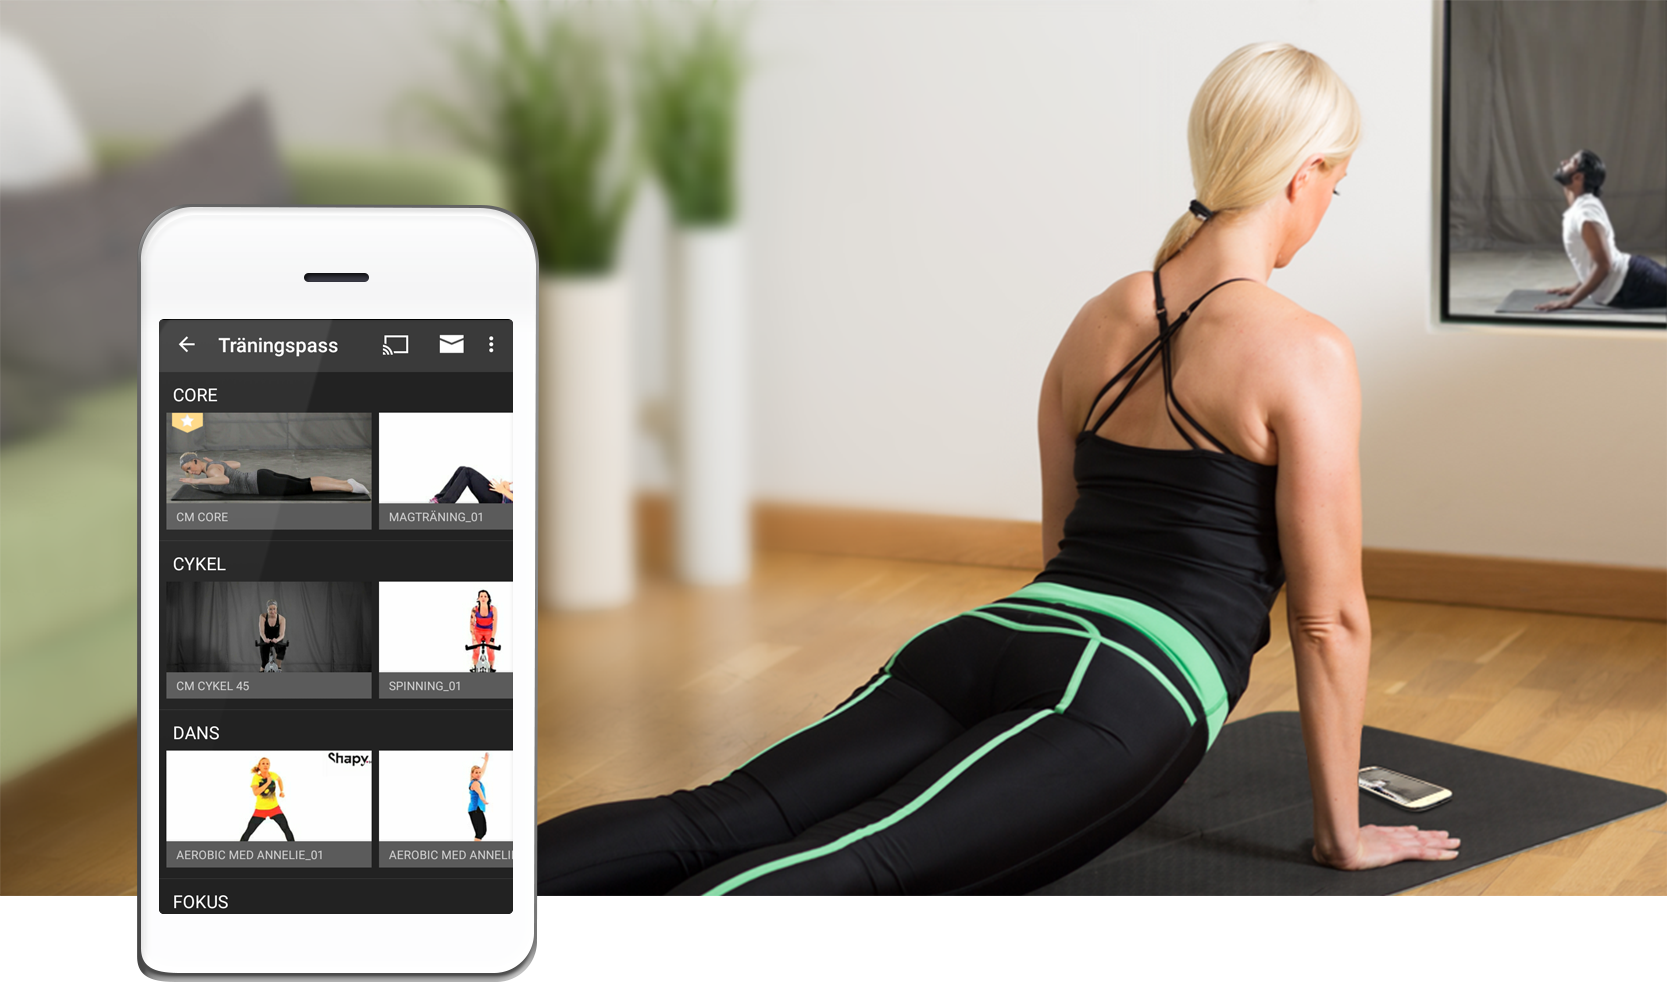 Träningspass
CORE
CM CORE
MAGTRÄNING_01
CYKEL
CM CYKEL 45
SPINNING_01
DANS
Shapy
AEROBIC MED ANNELIE_01
AEROBIC MED ANNELI
FOKUS